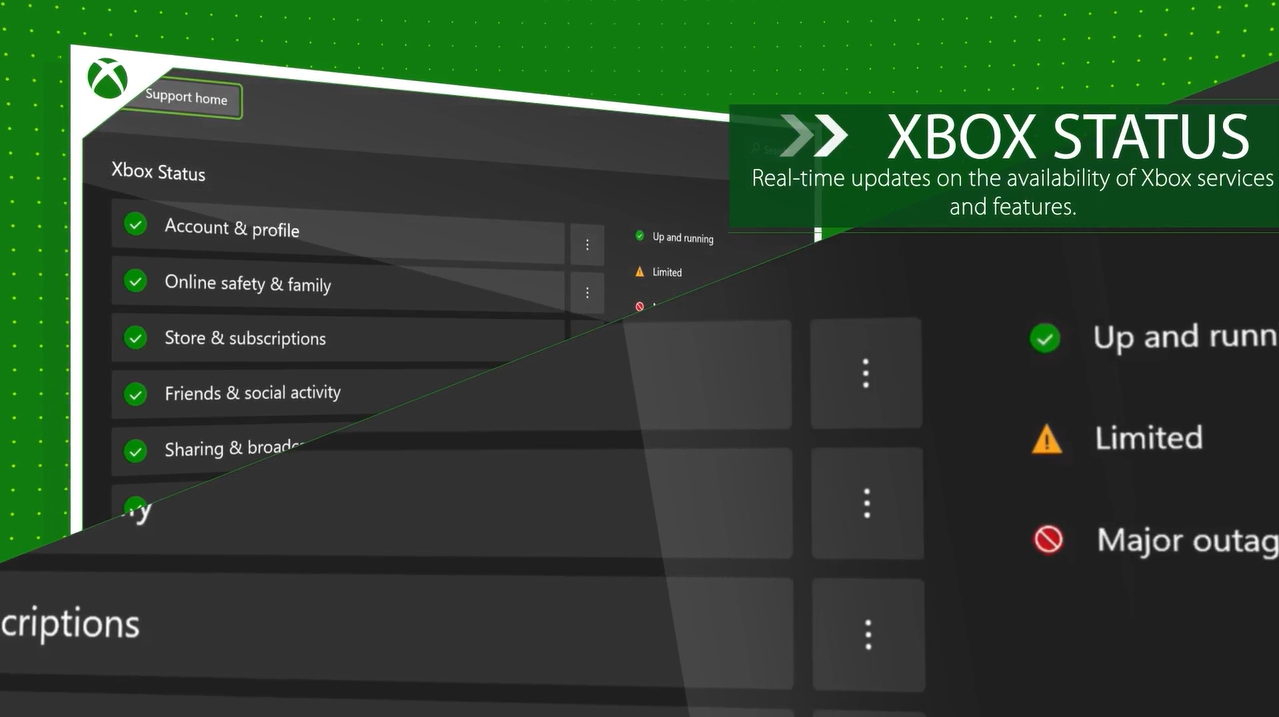 Support home
XBOX STATUS
Real-time updates on the availability of Xbox services
and features.
Xbox Status
Account & profile
Online safety & family
Store & subscriptions
Friends & social activity
Sharing &
Up and running
Limited
Up and runn
Limited
Major outag
criptions